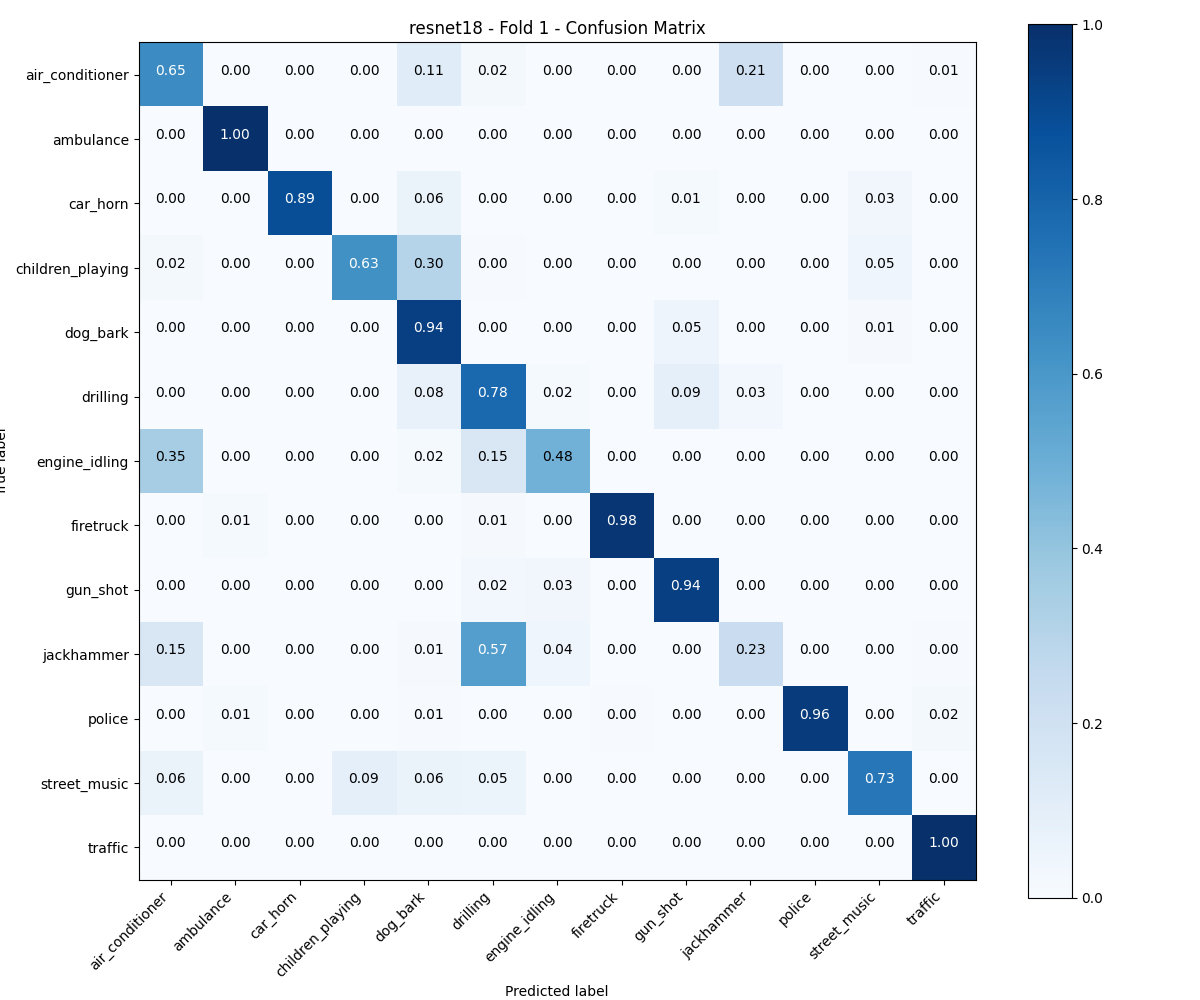 resnet18 - Fold 1 - Confusion Matrix
air_conditioner 0.65 0.00 0.00 0.00 0.11 0.02 0.00 0.00 0.00 0.21 0.00 0.00 0.01
ambulance 0.00 1.00 0.00 0.00 0.00 0.00 0.00 0.00 0.00 0.00 0.00 0.00 0.00
car_horn 0.00 0.00 0.89 0.00 0.06 0.00 0.00 0.00 0.01 0.00 0.00 0.03 0.00
children_playing 0.02 0.00 0.00 0.63 0.30 0.00 0.00 0.00 0.00 0.00 0.00 0.05 0.00
dog_bark 0.00 0.00 0.00 0.00 0.94 0.00 0.00 0.00 0.05 0.00 0.00 0.01 0.00
drilling 0.00 0.00 0.00 0.00 0.08 0.78 0.02 0.00 0.09 0.03 0.00 0.00 0.00
engine_idling 0.35 0.00 0.00 0.00 0.02 0.15 0.48 0.00 0.00 0.00 0.00 0.00 0.00
firetruck 0.00 0.01 0.00 0.00 0.00 0.01 0.00 0.98 0.00 0.00 0.00 0.00 0.00
gun_shot 0.00 0.00 0.00 0.00 0.00 0.02 0.03 0.00 0.94 0.00 0.00 0.00 0.00
jackhammer 0.15 0.00 0.00 0.00 0.01 0.57 0.04 0.00 0.00 0.23 0.00 0.00 0.00
police 0.00 0.01 0.00 0.00 0.01 0.00 0.00 0.00 0.00 0.00 0.96 0.00 0.02
street_music 0.06 0.00 0.00 0.09 0.06 0.05 0.00 0.00 0.00 0.00 0.00 0.73 0.00
traffic 0.00 0.00 0.00 0.00 0.00 0.00 0.00 0.00 0.00 0.00 0.00 0.00 1.00
air_conditioner ambulance car_horn children_playing dog_bark drilling engine_idling firetruck gun_shot jackhammer police street_music traffic
Predicted label
1.0
0.8
0.6
0.4
0.2
0.0